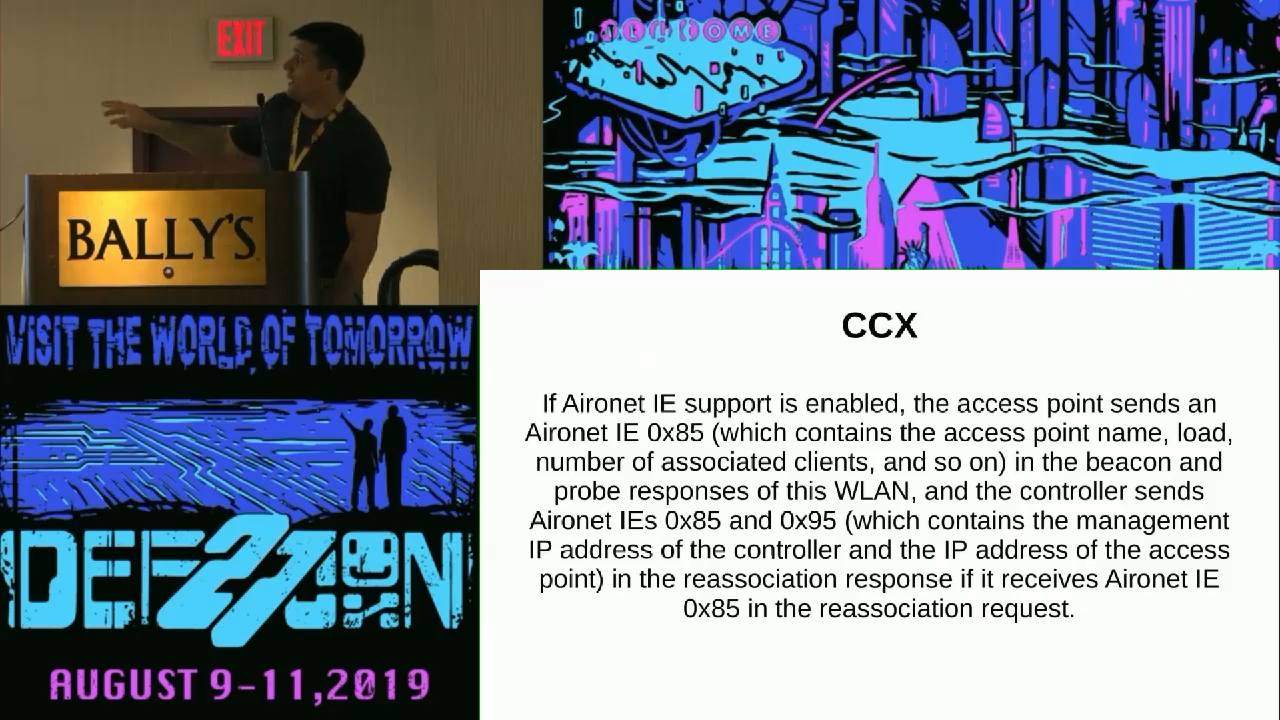 EXIT
WELCOME
BALLY'S
VISIT THE WORLD OF TOMORROW
DEF CON 27
AUGUST 9-11,2019
CCX
If Aironet IE support is enabled, the access point sends an
Aironet IE 0x85 (which contains the access point name, load,
number of associated clients, and so on) in the beacon and
probe responses of this WLAN, and the controller sends
Aironet IEs 0x85 and 0x95 (which contains the management
IP address of the controller and the IP address of the access
point) in the reassociation response if it receives Aironet IE
0x85 in the reassociation request.